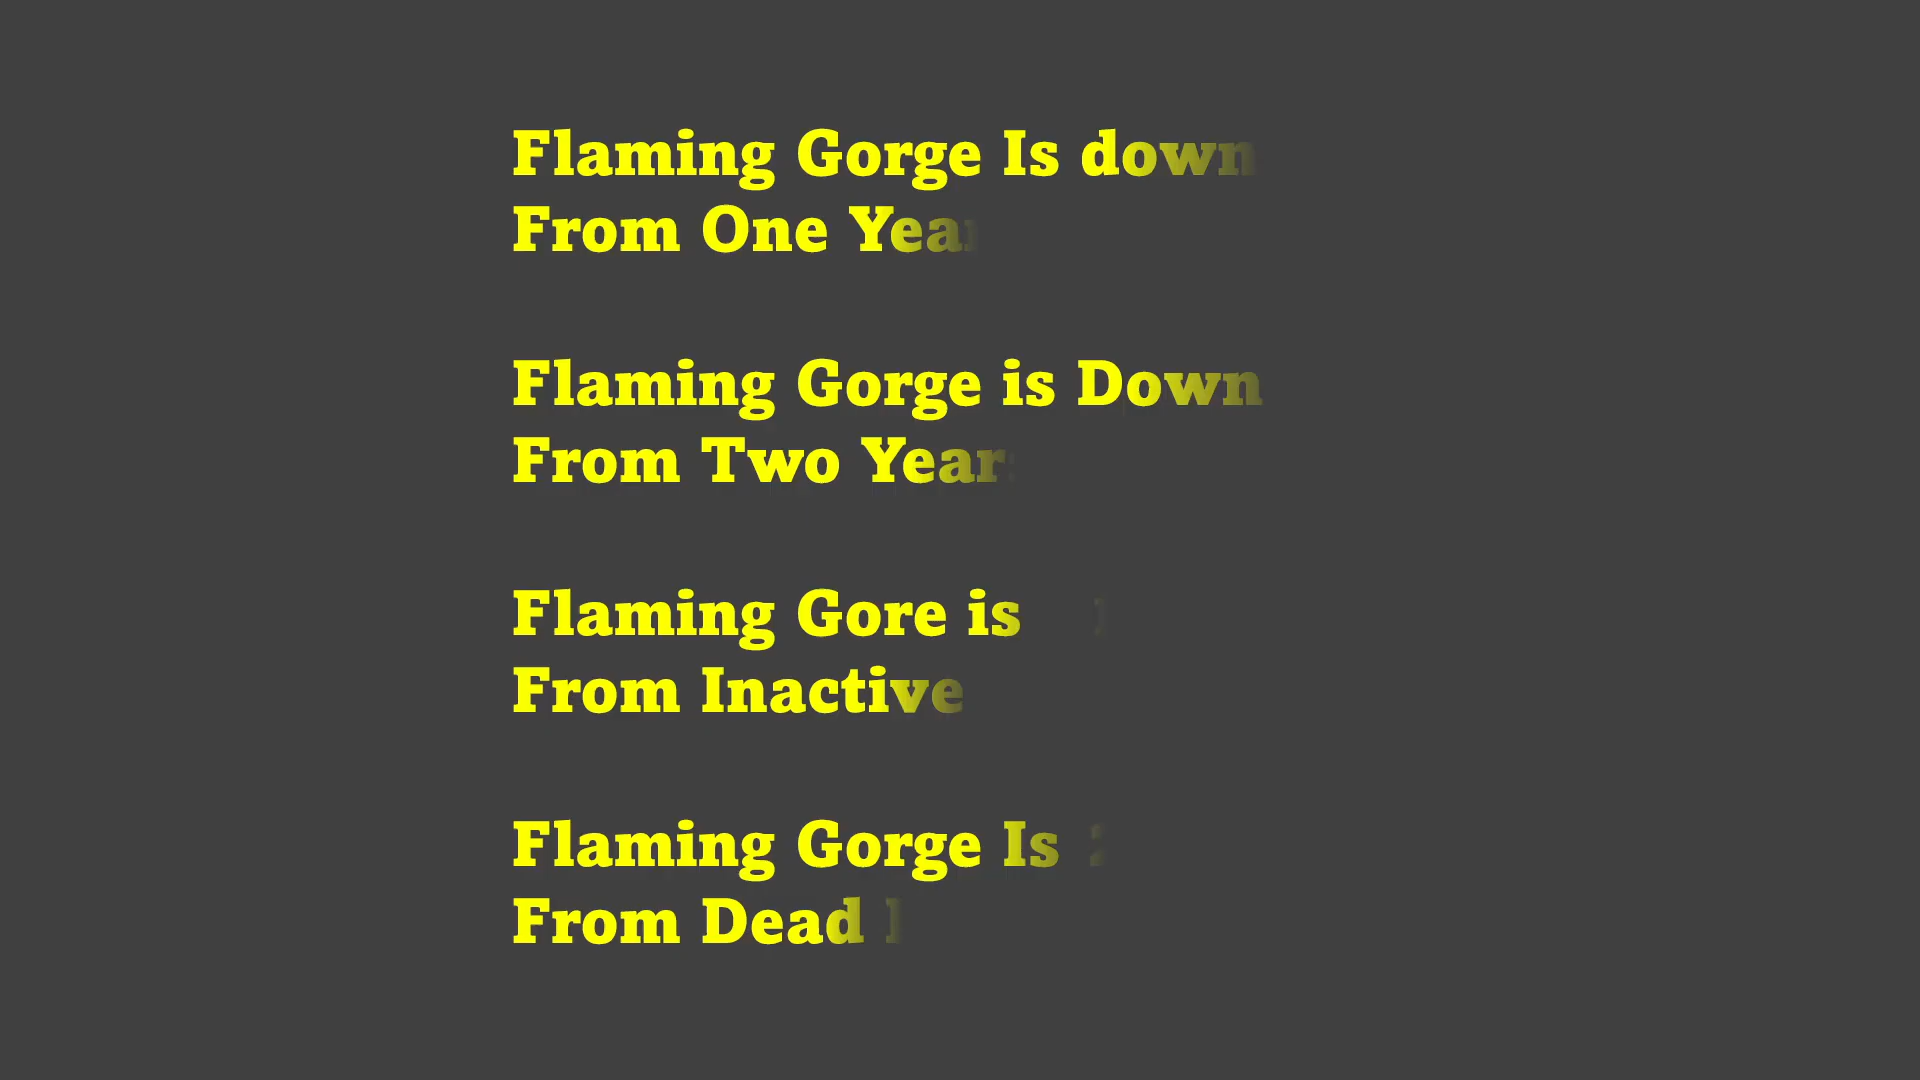 Flaming Gorge Is down
From One Year
Flaming Gorge is Down
From Two Year
Flaming Gore is
From Inactive
Flaming Gorge Is
From Dead